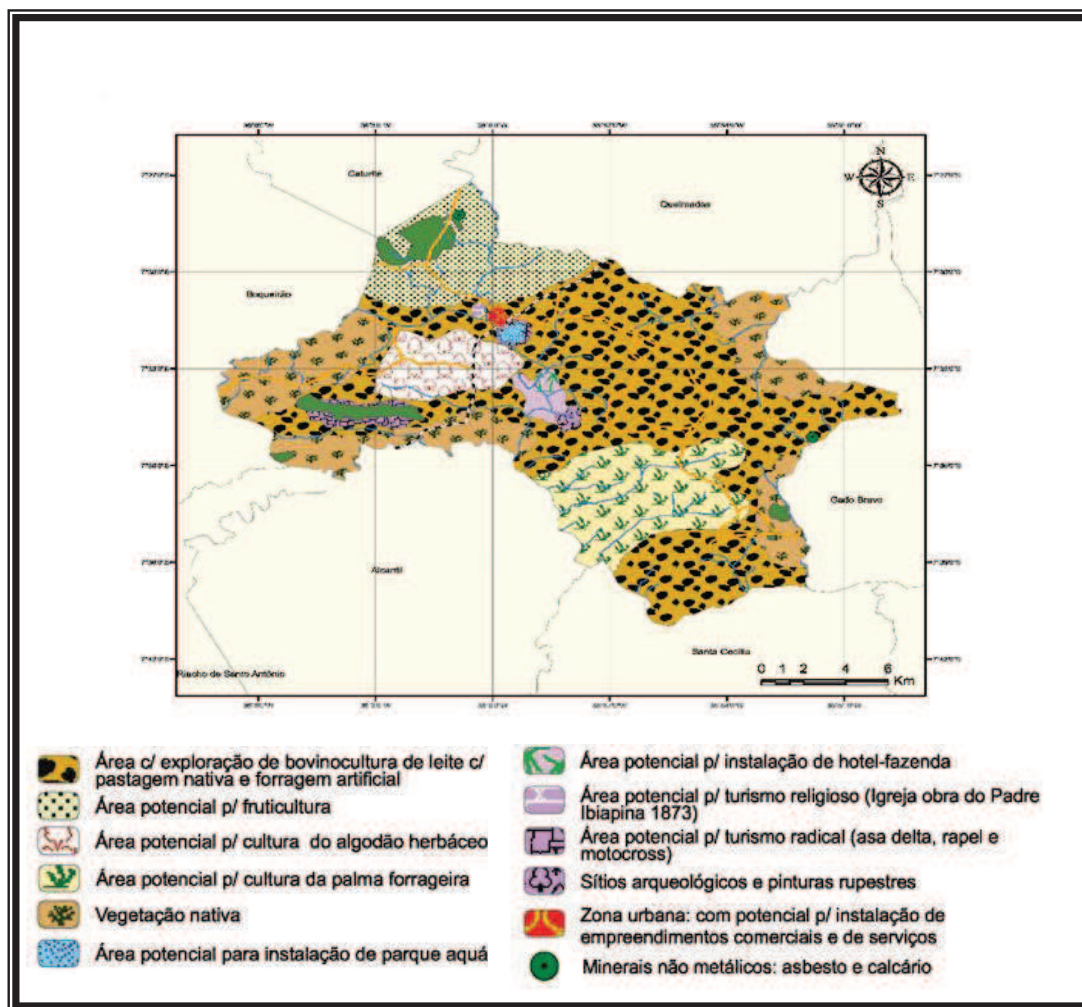 N
W E
S
Caturité
Queimadas
Boqueirão
Gado Bravo
Alcantil
Santa Cecília
Riacho de Santo Antônio
0 1 2 4 6
Km
Área c/ exploração de bovinocultura de leite c/
pastagem nativa e forragem artificial
Área potencial p/ fruticultura
Área potencial p/ cultura do algodão herbáceo
Área potencial p/ cultura da palma forrageira
Vegetação nativa
Área potencial para instalação de parque aquá
Área potencial p/ instalação de hotel-fazenda
Área potencial p/ turismo religioso (Igreja obra do Padre
Ibiapina 1873)
Área potencial p/ turismo radical (asa delta, rapel e
motocross)
Sítios arqueológicos e pinturas rupestres
Zona urbana: com potencial p/ instalação de
empreendimentos comerciais e de serviços
Minerais não metálicos: asbesto e calcário